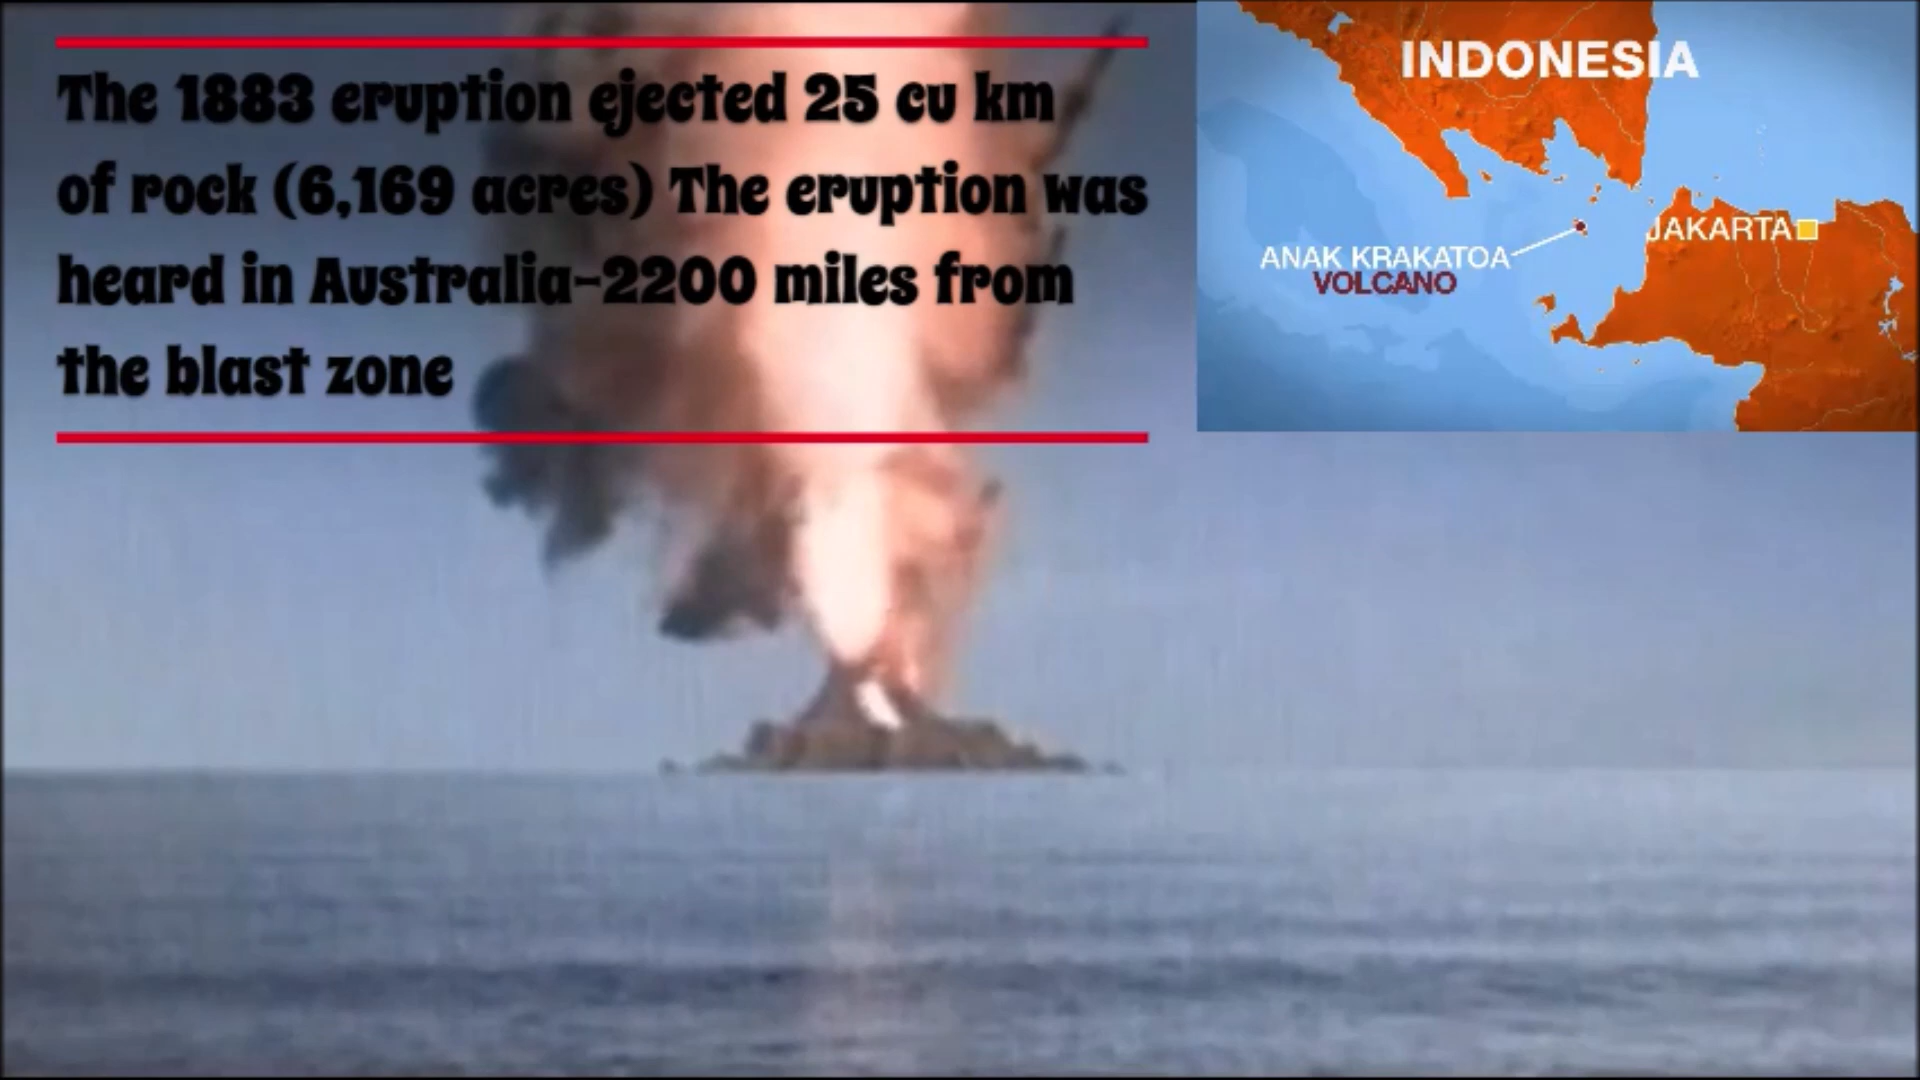 The 1883 eruption ejected 25 cu km
of rock (6,169 acres) The eruption was
heard in Australia-2200 miles from
the blast zone
INDONESIA
JAKARTA
ANAK KRAKATOA
VOLCANO